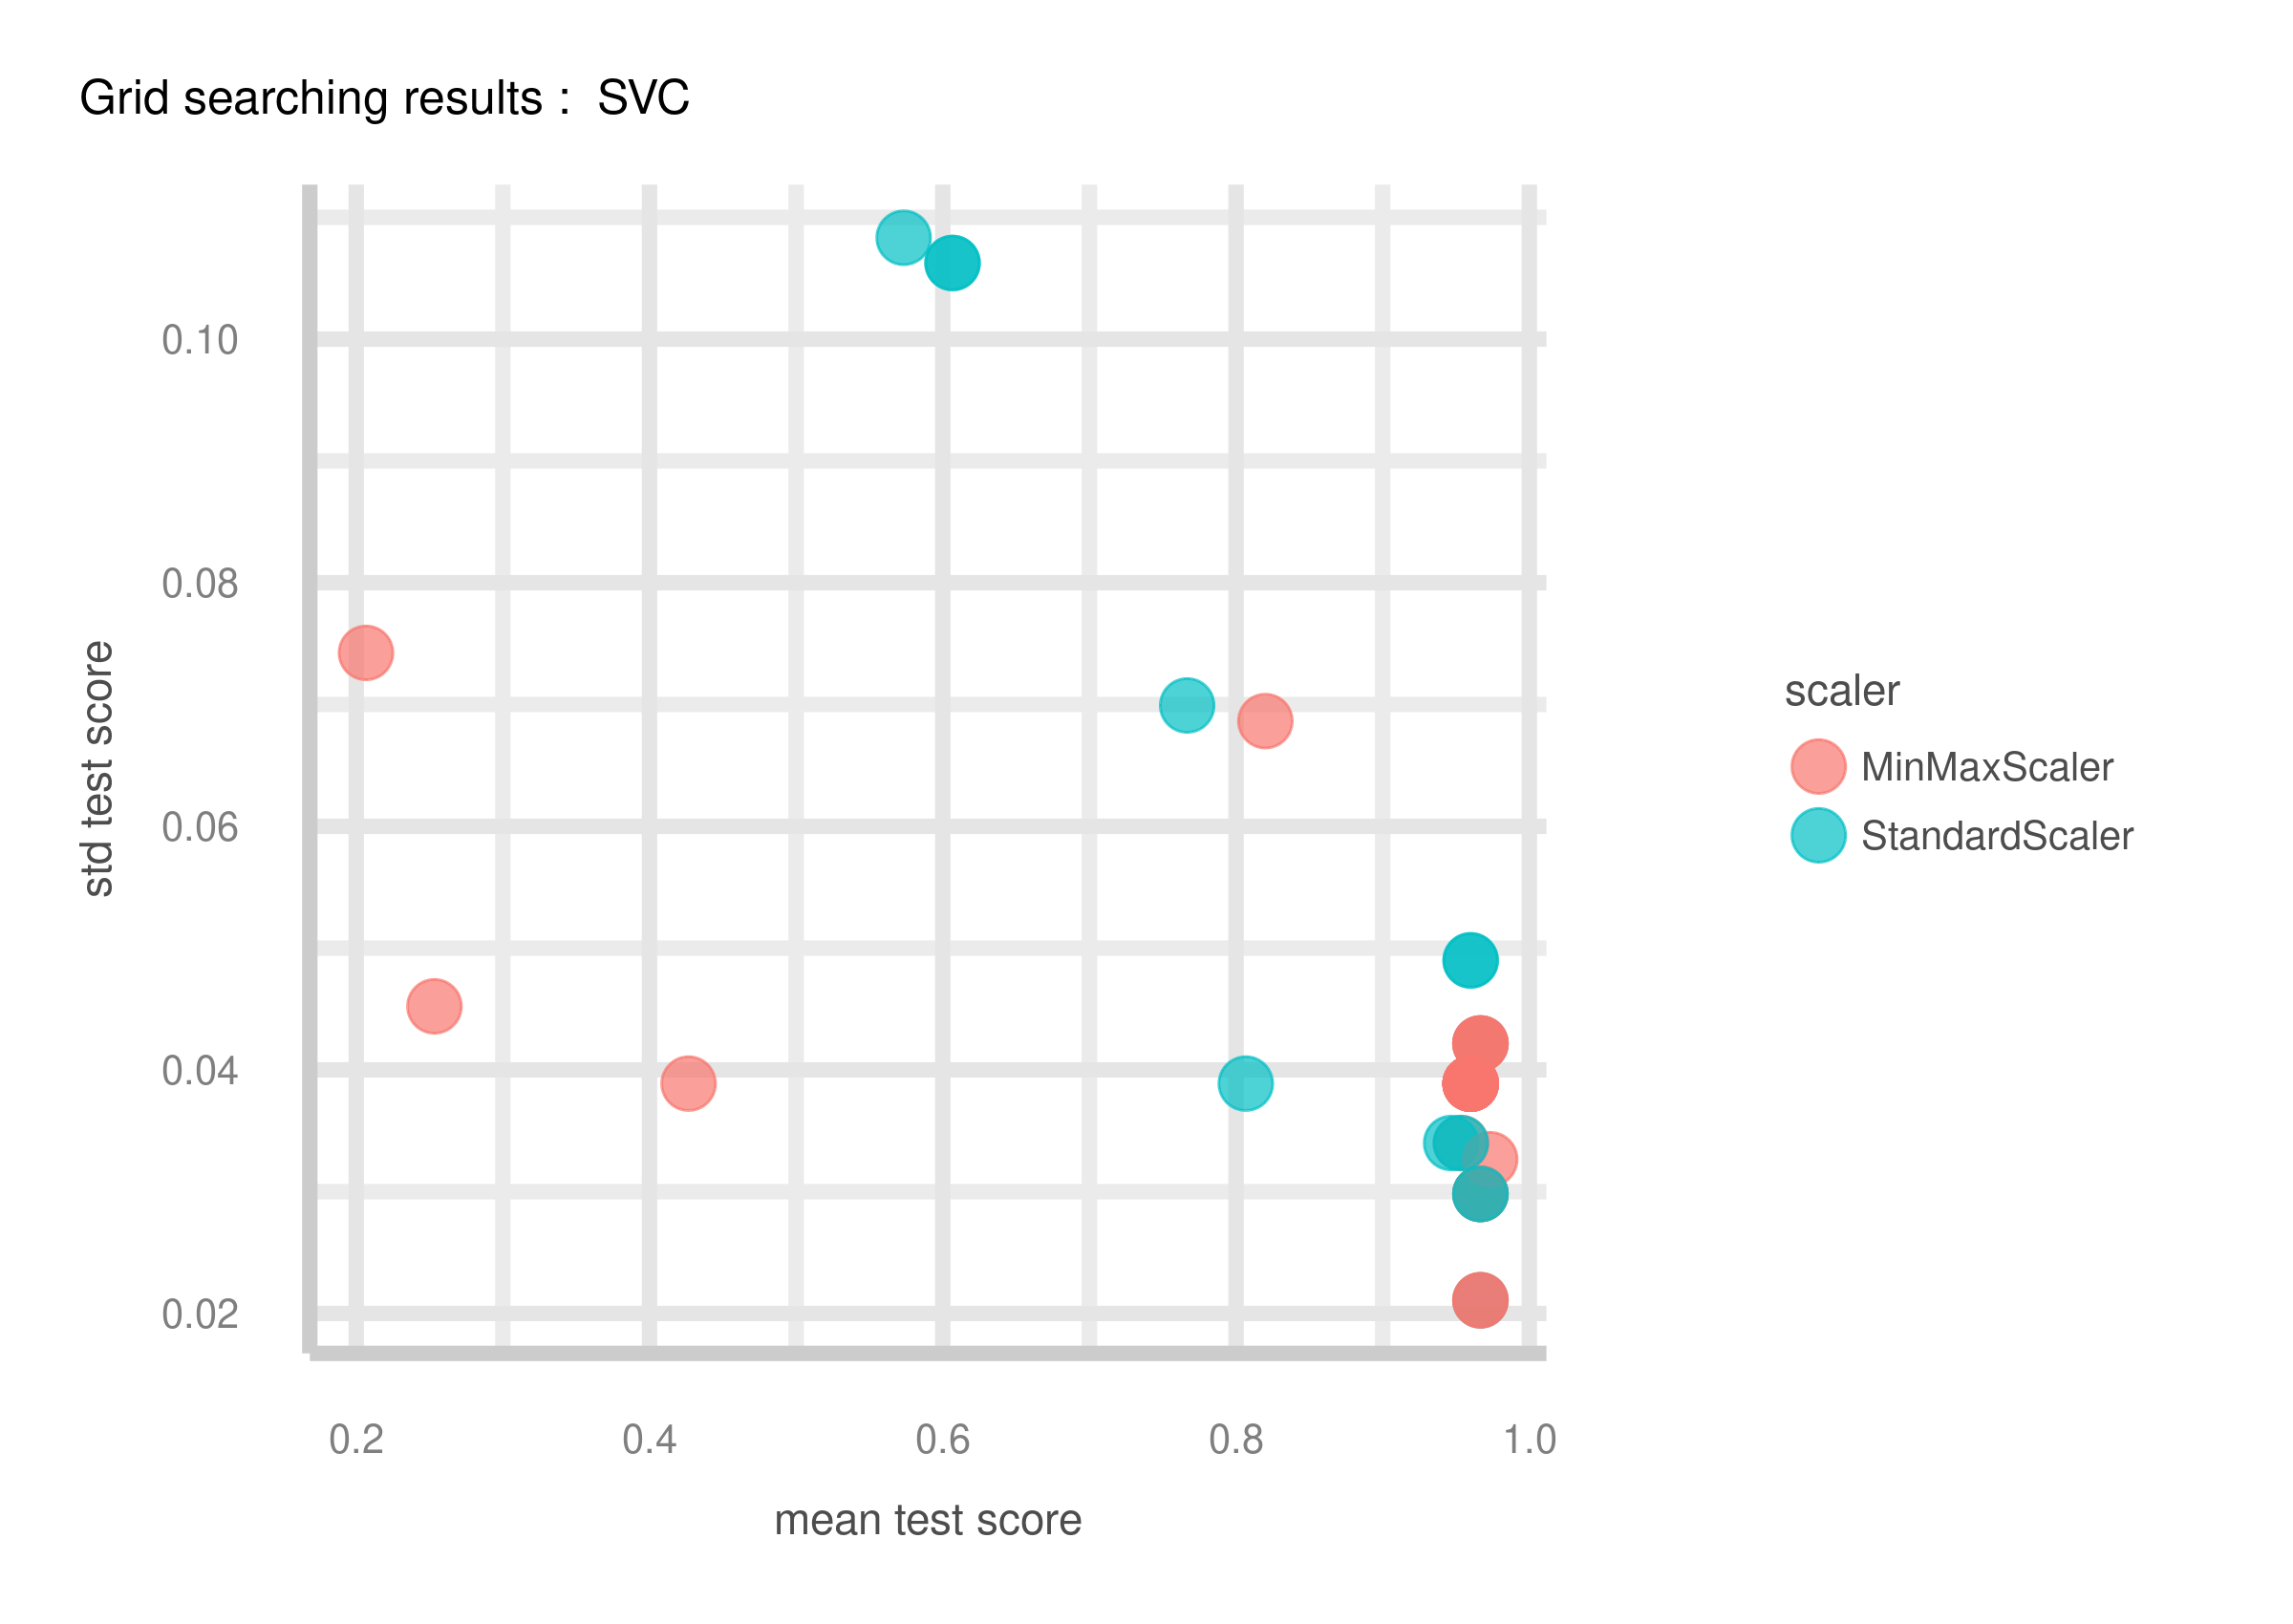 Grid searching results :  SVC
0.10
0.08
0.06
0.04
0.02
std test score
0.2 0.4 0.6 0.8 1.0
mean test score
scaler
MinMaxScaler
StandardScaler